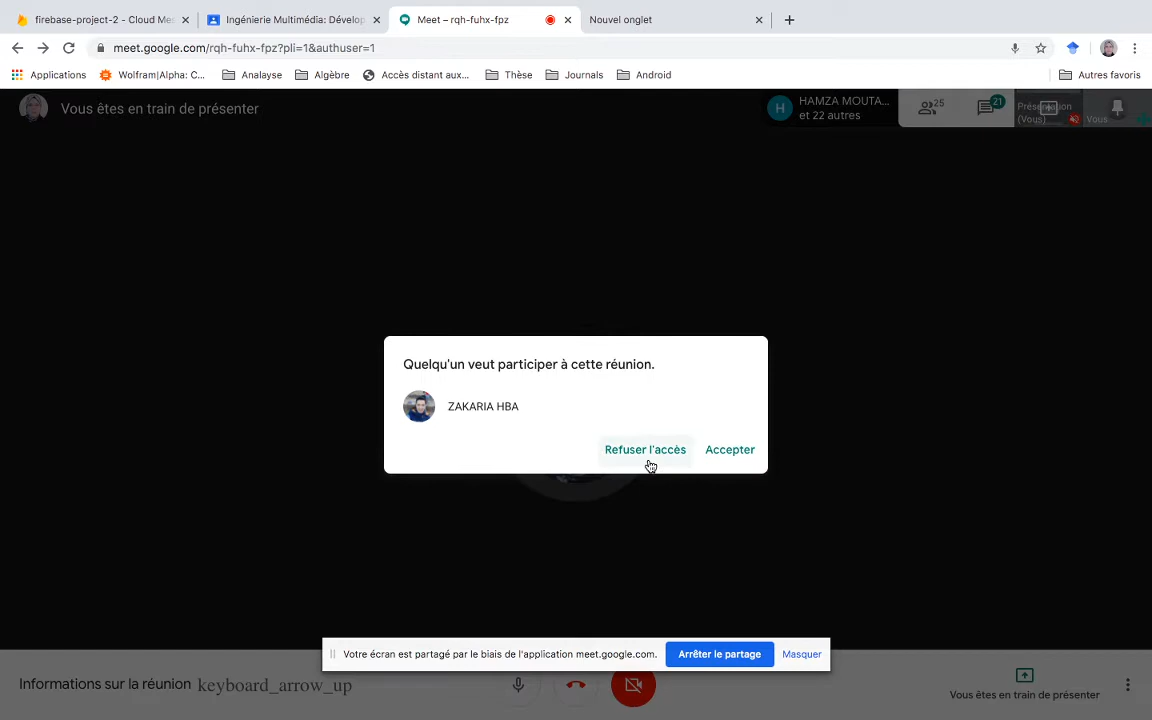 firebase-project-2 - Cloud Mes
Ingénierie Multimédia: Dévelop
Meet – rqh-fuhx-fpz
Nouvel onglet
meet.google.com/rqh-fuhx-fpz?pli=1&authuser=1
Applications
Wolfram|Alpha: C...
Analayse
Algèbre
Accès distant aux...
Thèse
Journals
Android
Autres favoris
Vous êtes en train de présenter
H
HAMZA MOUTA...
et 22 autres
25
21
Présentation
(Vous)
Vous
Quelqu'un veut participer à cette réunion.
ZAKARIA HBA
Refuser l'accès
Accepter
Votre écran est partagé par le biais de l'application meet.google.com.
Arrêter le partage
Masquer
Informations sur la réunion
keyboard_arrow_up
Vous êtes en train de présenter